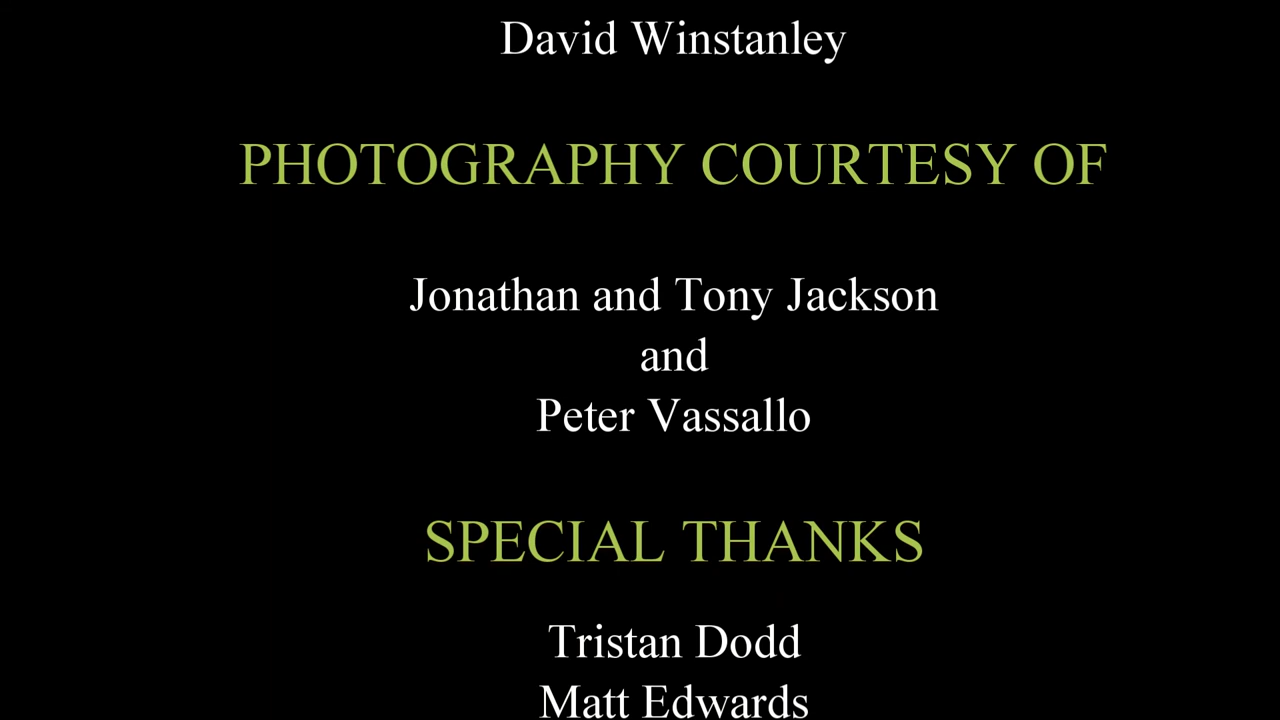 David Winstanley
PHOTOGRAPHY COURTESY OF
Jonathan and Tony Jackson
and
Peter Vassallo
SPECIAL THANKS
Tristan Dodd
Matt Edwards